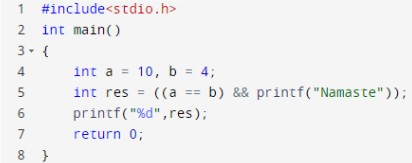 1 #include<stdio.h>
2 int main()
3 {
4 int a = 10, b = 4;
5 int res = ((a == b) && printf("Namaste"));
6 printf("%d",res);
7 return 0;
8 }